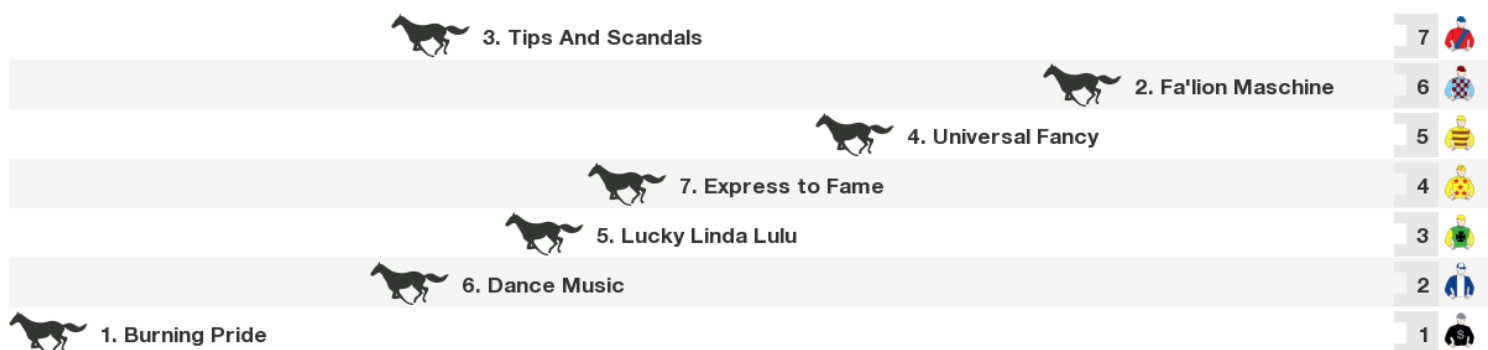 3. Tips And Scandals 7
2. Fa'lion Maschine 6
4. Universal Fancy 5
7. Express to Fame 4
5. Lucky Linda Lulu 3
6. Dance Music 2
1. Burning Pride 1 S